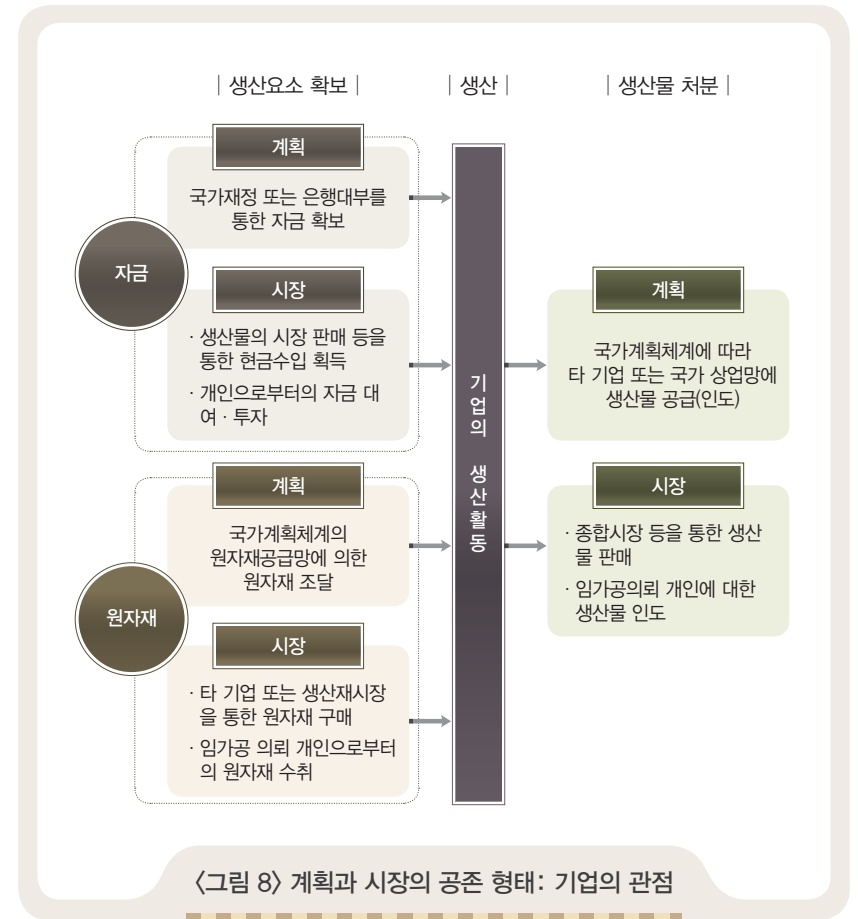 | 생산요소 확보 |
| 생산 |
| 생산물 처분 |
자금
계획
국가재정 또는 은행대부를
통한 자금 확보
시장
· 생산물의 시장 판매 등을
통한 현금수입 획득
· 개인으로부터의 자금 대
여 · 투자
원자재
계획
국가계획체계의
원자재공급망에 의한
원자재 조달
시장
· 타 기업 또는 생산재시장
을 통한 원자재 구매
· 임가공 의뢰 개인으로부터
의 원자재 수취
기업의 생산활동
계획
국가계획체계에 따라
타 기업 또는 국가 상업망에
생산물 공급(인도)
시장
· 종합시장 등을 통한 생산
물 판매
· 임가공의뢰 개인에 대한
생산물 인도
〈그림 8〉 계획과 시장의 공존 형태: 기업의 관점